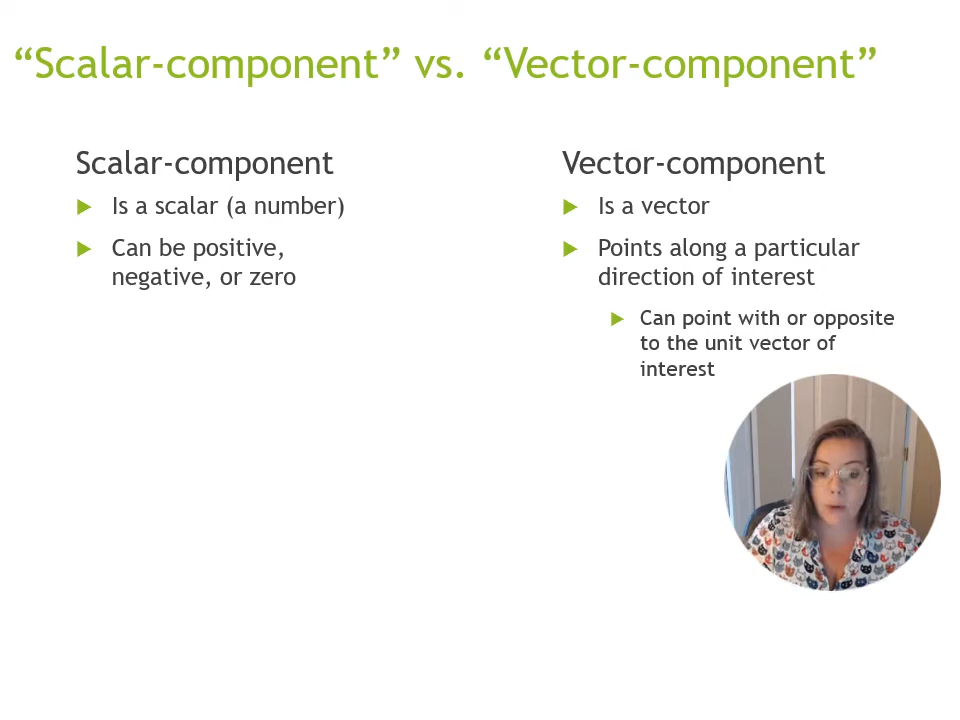 “Scalar-component” vs. “Vector-component”
Scalar-component
Is a scalar (a number)
Can be positive,
negative, or zero
Vector-component
Is a vector
Points along a particular
direction of interest
Can point with or opposite
to the unit vector of
interest